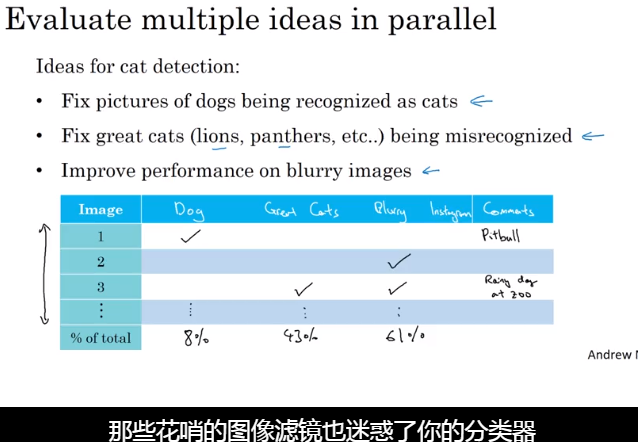 Evaluate multiple ideas in parallel
Ideas for cat detection:
• Fix pictures of dogs being recognized as cats
• Fix great cats (lions, panthers, etc..) being misrecognized
• Improve performance on blurry images
Image Dog Great Cats Blurry Instagram Comments
1 ✓ Pitbull
2 ✓
3 ✓ ✓ Rainy day at zoo
⋮ ⋮ ⋮ ⋮
% of total 8% 43% 61%
Andrew
那些花哨的图像滤镜也迷惑了你的分类器